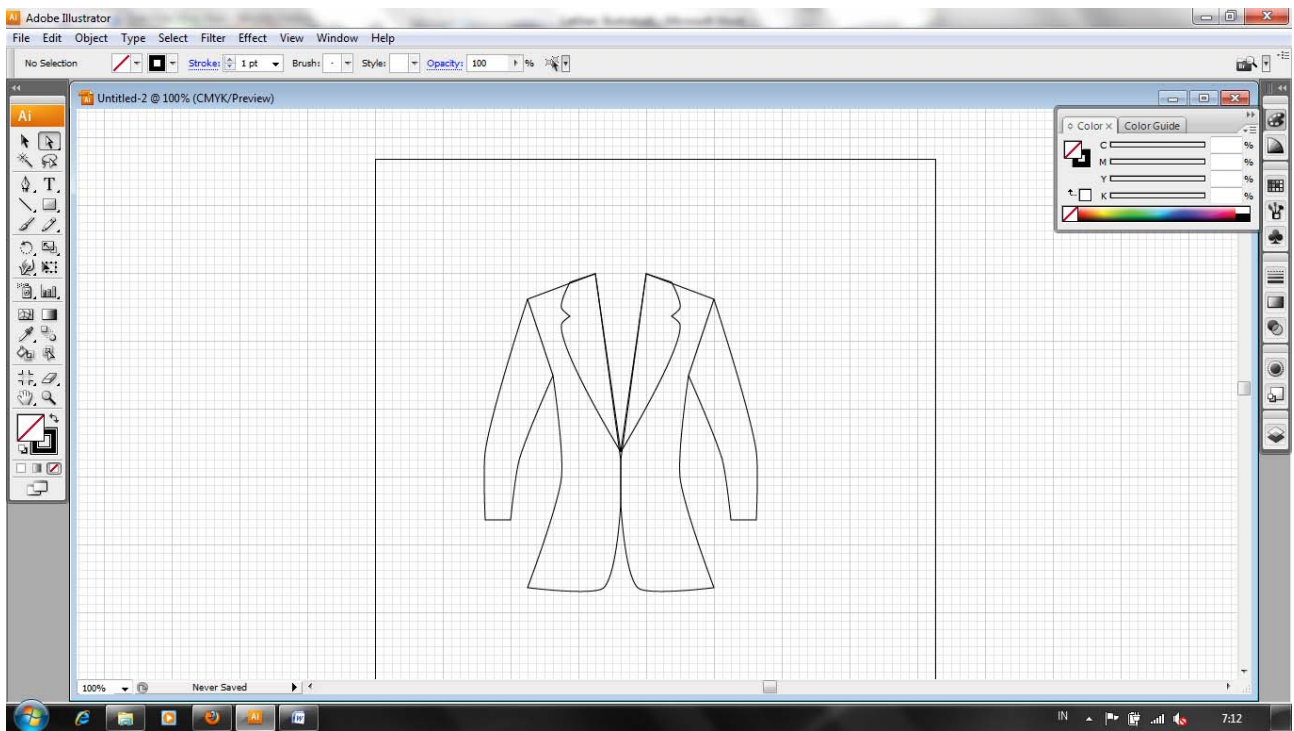 Adobe Illustrator
File Edit Object Type Select Filter Effect View Window Help
No Selection Stroke: 1 pt Brush: Style: Opacity: 100 %
Untitled-2 @ 100% (CMYK/Preview)
Ai
Color × Color Guide
C %
M %
Y %
K %
T
100% Never Saved
IN 7:12